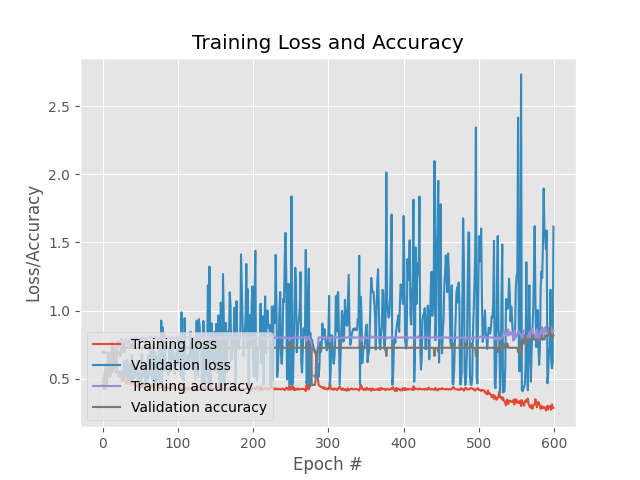 Training Loss and Accuracy
Loss/Accuracy
2.5
2.0
1.5
1.0
0.5
Training loss
Validation loss
Training accuracy
Validation accuracy
0 100 200 300 400 500 600
Epoch #